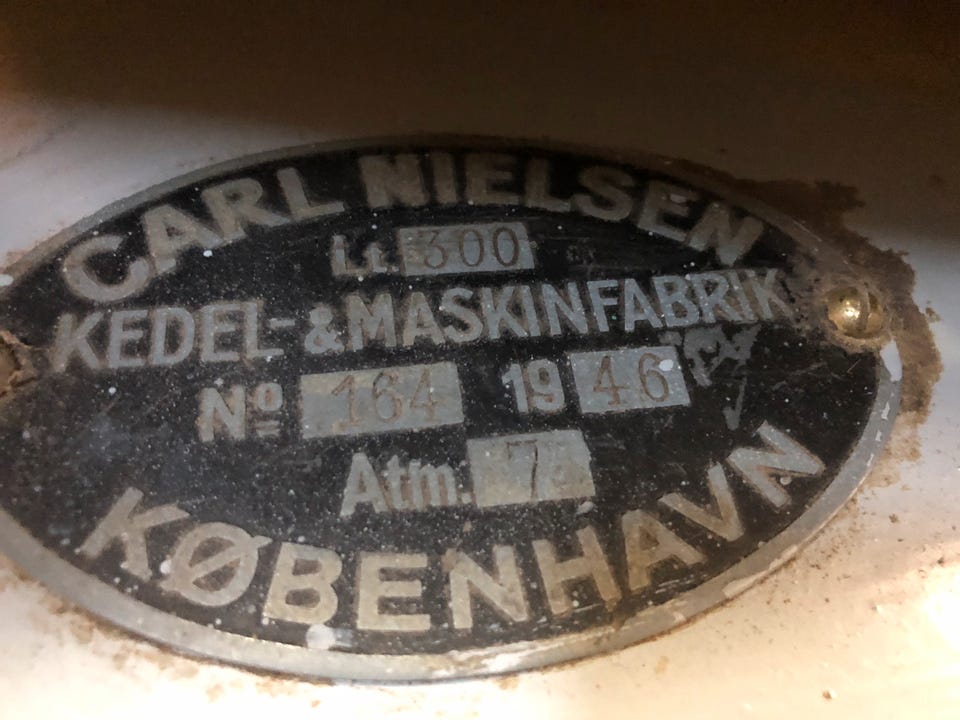 CARL NIELSEN
Lt. 300
KEDEL- & MASKINFABRIK
No 164 1946
Atm. 7
KØBENHAVN